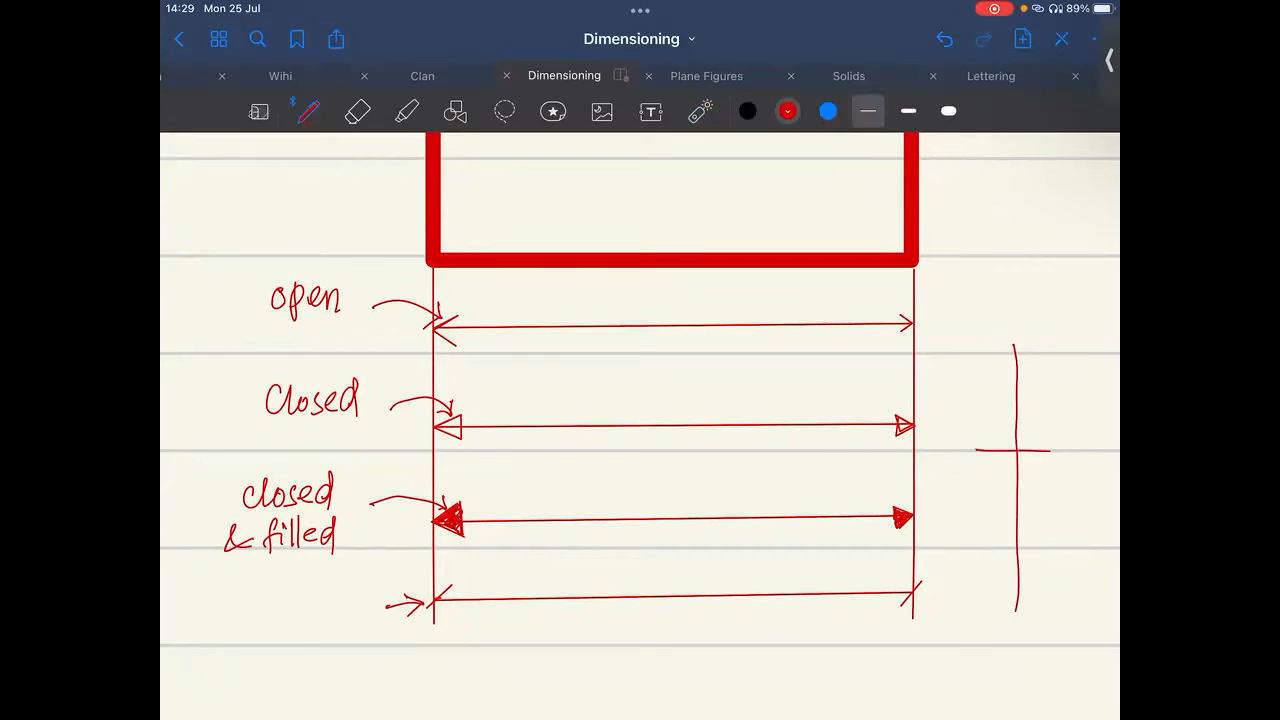 14:29 Mon 25 Jul
89%
Dimensioning
Wihi
Clan
Dimensioning
Plane Figures
Solids
Lettering
T
open
Closed
closed
& filled